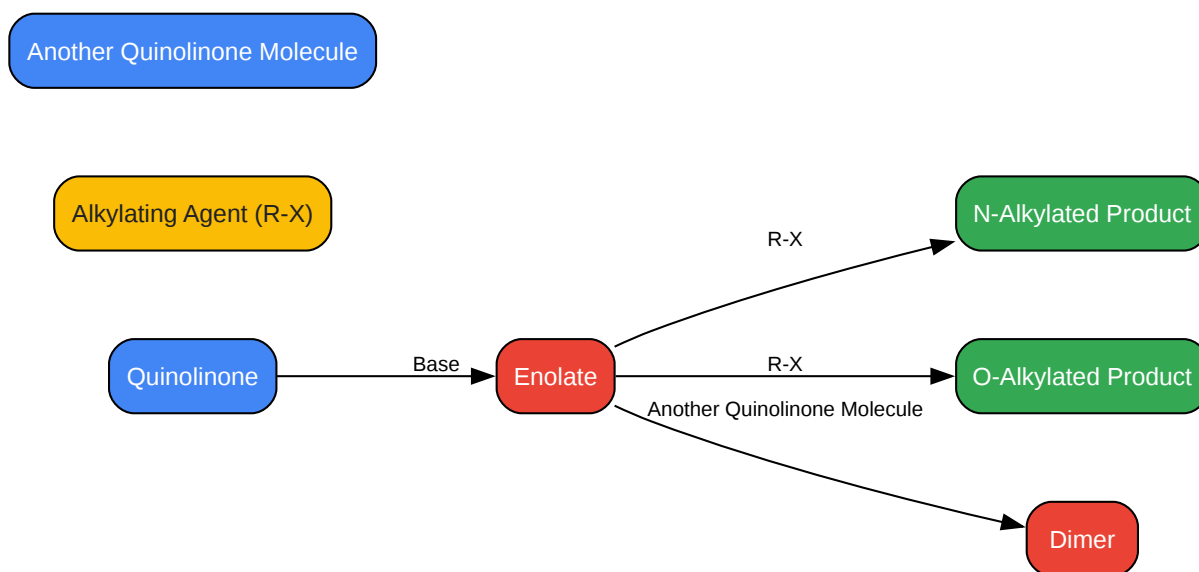 Another Quinolinone Molecule
Alkylating Agent (R-X)
N-Alkylated Product
R-X
Quinolinone
Base
Enolate
R-X
O-Alkylated Product
Another Quinolinone Molecule
Dimer